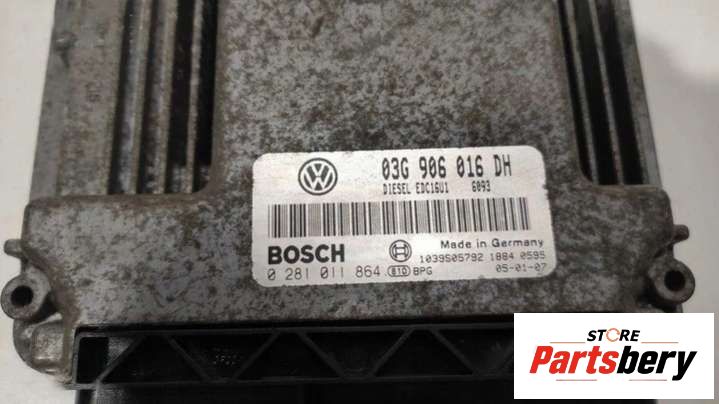 03G 906 016 DH
DIESEL EDC16U1 6093
BOSCH
Made in Germany
0 281 011 864 610 BPG
1039S05792 1884 0595
05-01-07
STORE
Partsbery